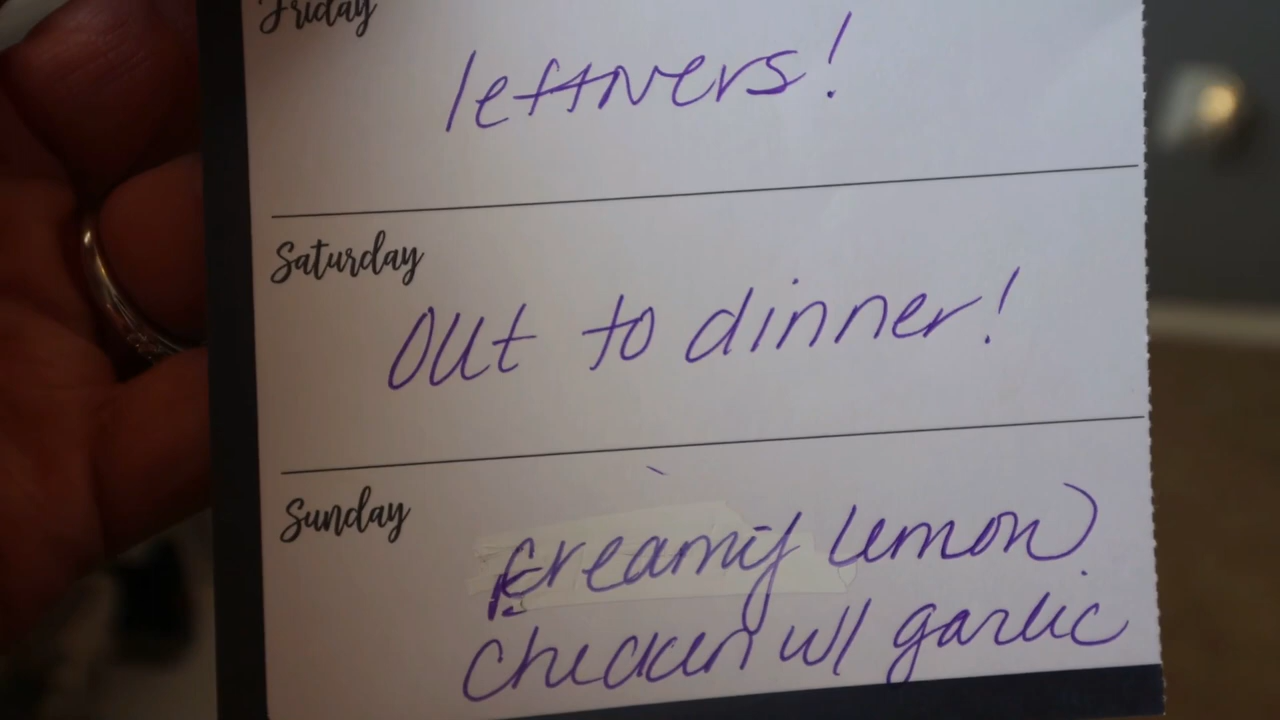 Friday
leftovers!
Saturday
out to dinner!
Sunday
creamy lemon
chicken w/ garlic